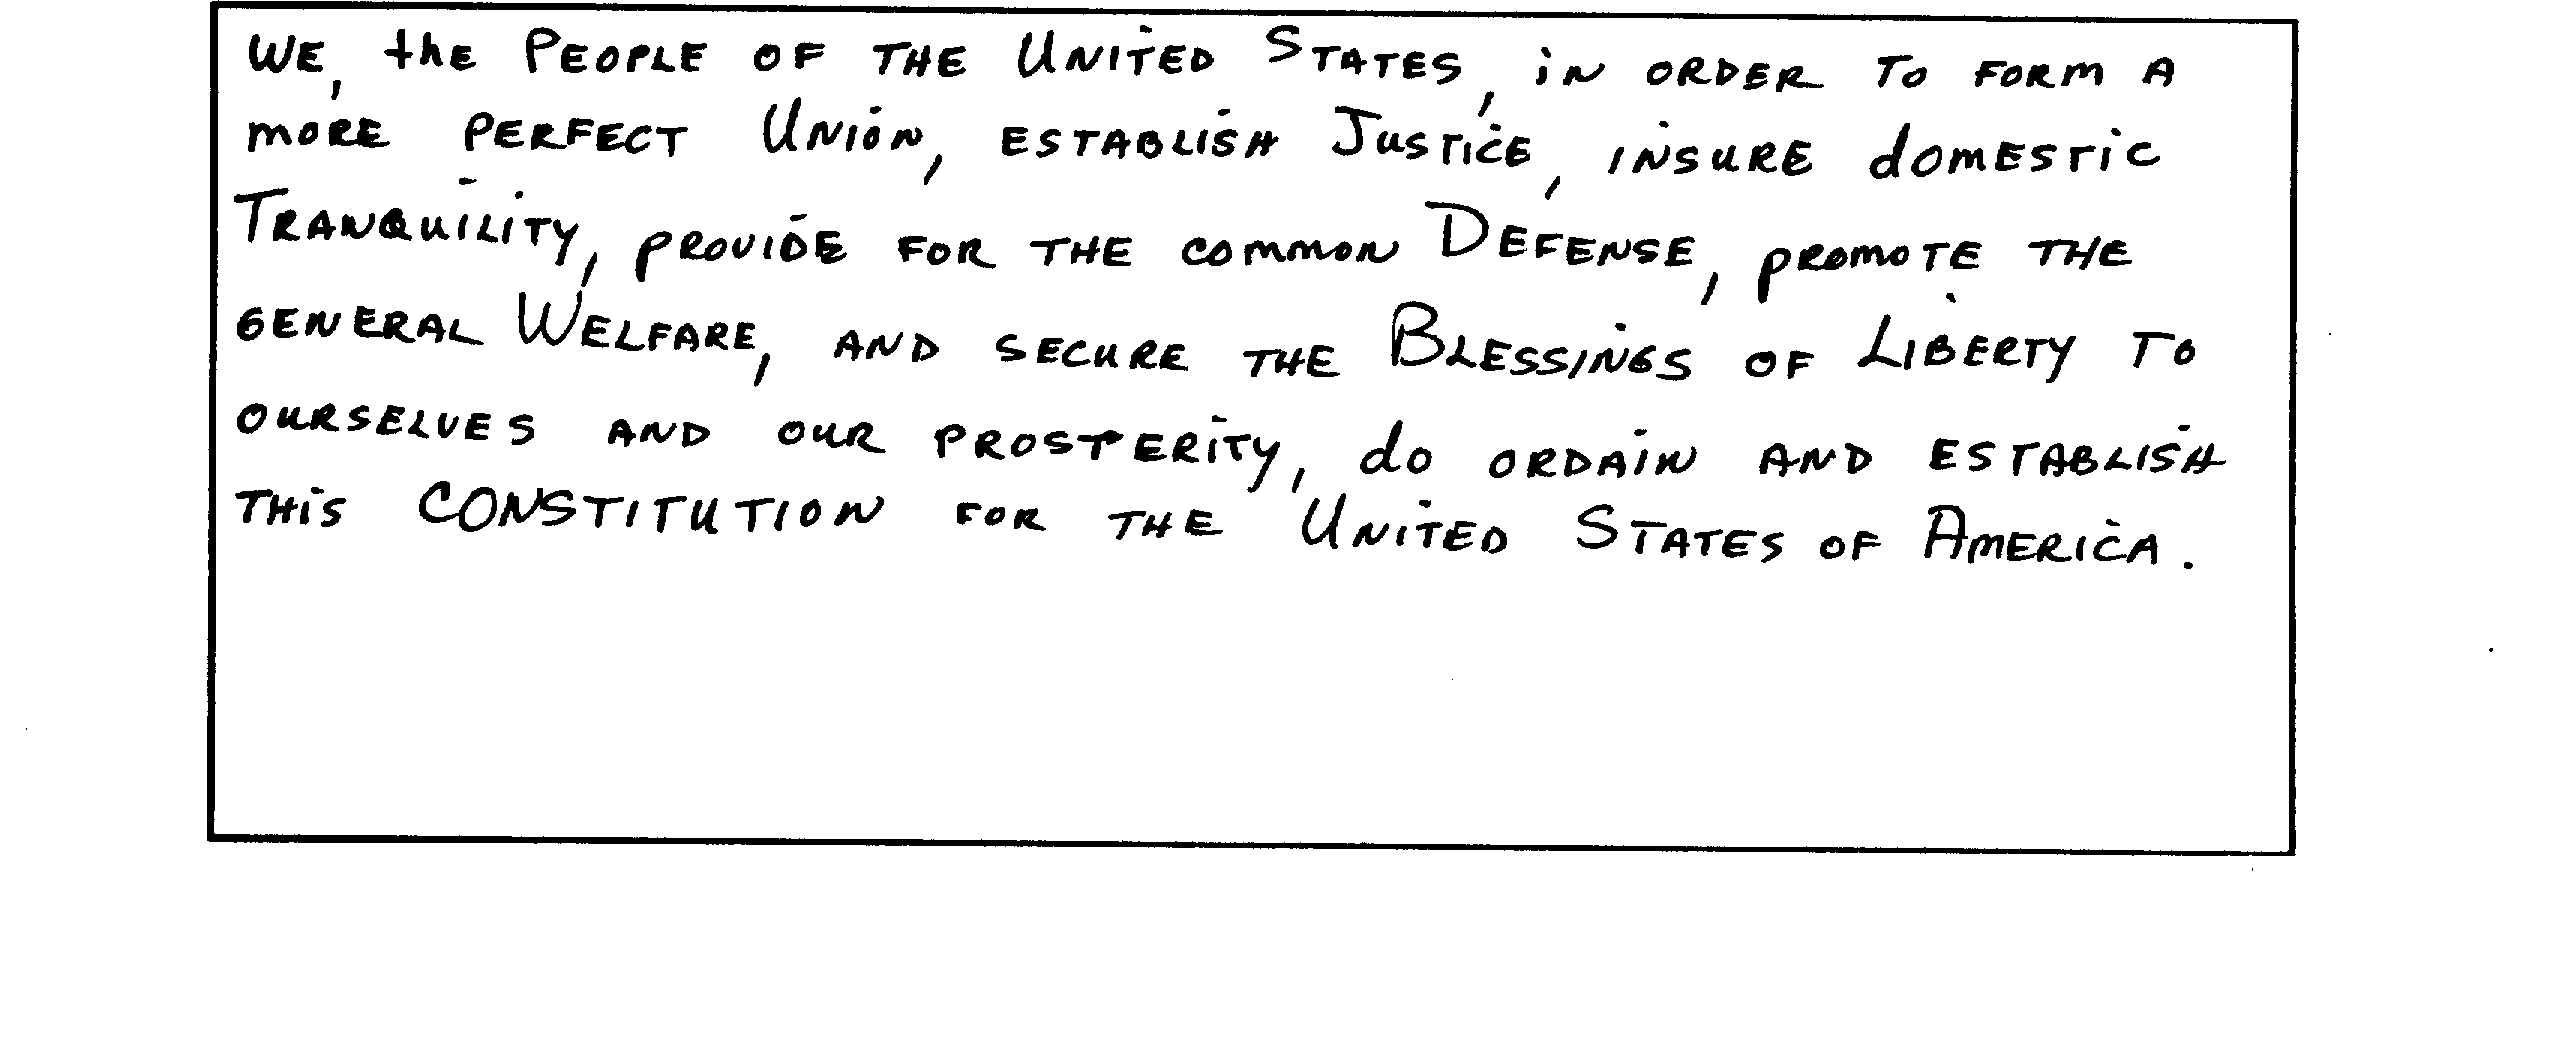 WE, the PEOPLE OF THE UNITED STATES, iN ORDER TO FORM A
MORE PERFECT UNION, ESTABLISH JUSTICE, INSURE dOMESTIC
TRANQUILITY, PROVIDE FOR THE COMMON DEFENSE, PROMOTE THE
GENERAL WELFARE, AND SECURE THE BLESSINGS OF LIBERTY TO
OURSELVES AND OUR PROSTERITY, do ORDAIN AND ESTABLISH
THIS CONSTITUTION FOR THE UNITED STATES OF AMERICA.